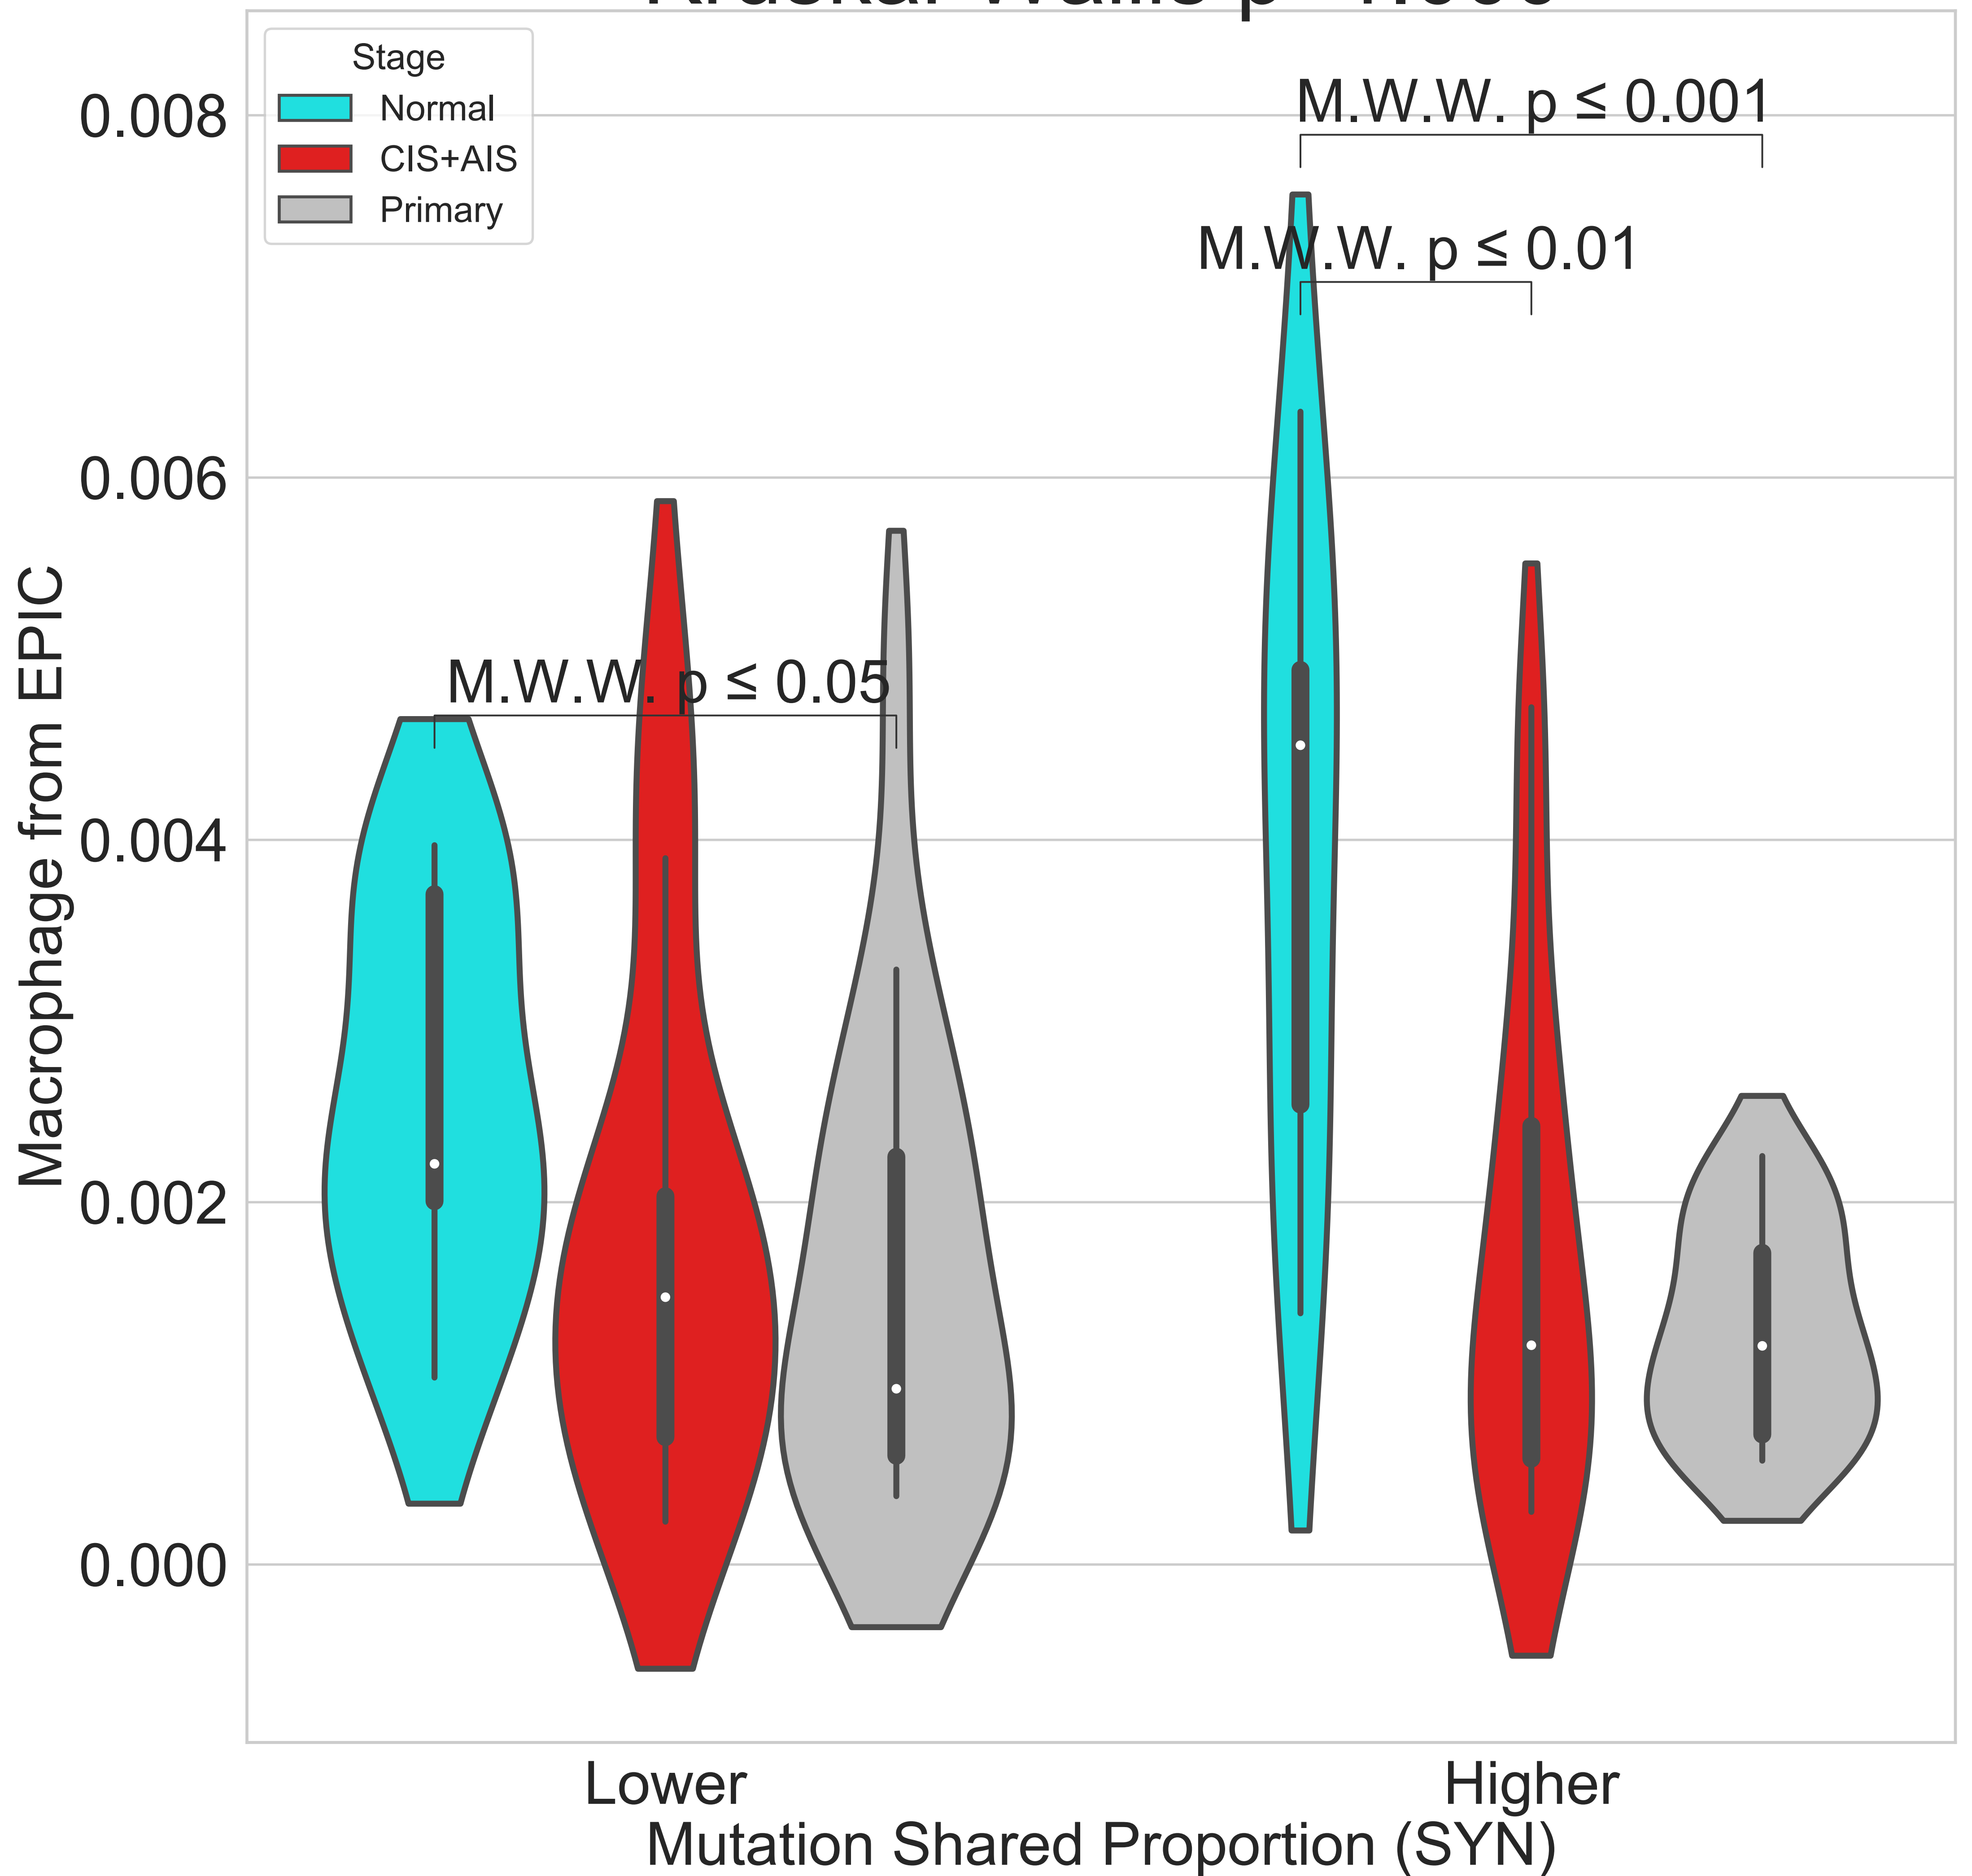 Stage
Normal
CIS+AIS
Primary
M.W.W. p ≤ 0.001
M.W.W. p ≤ 0.01
M.W.W. p ≤ 0.05
0.008
0.006
0.004
0.002
0.000
Macrophage from EPIC
Lower
Higher
Mutation Shared Proportion (SYN)